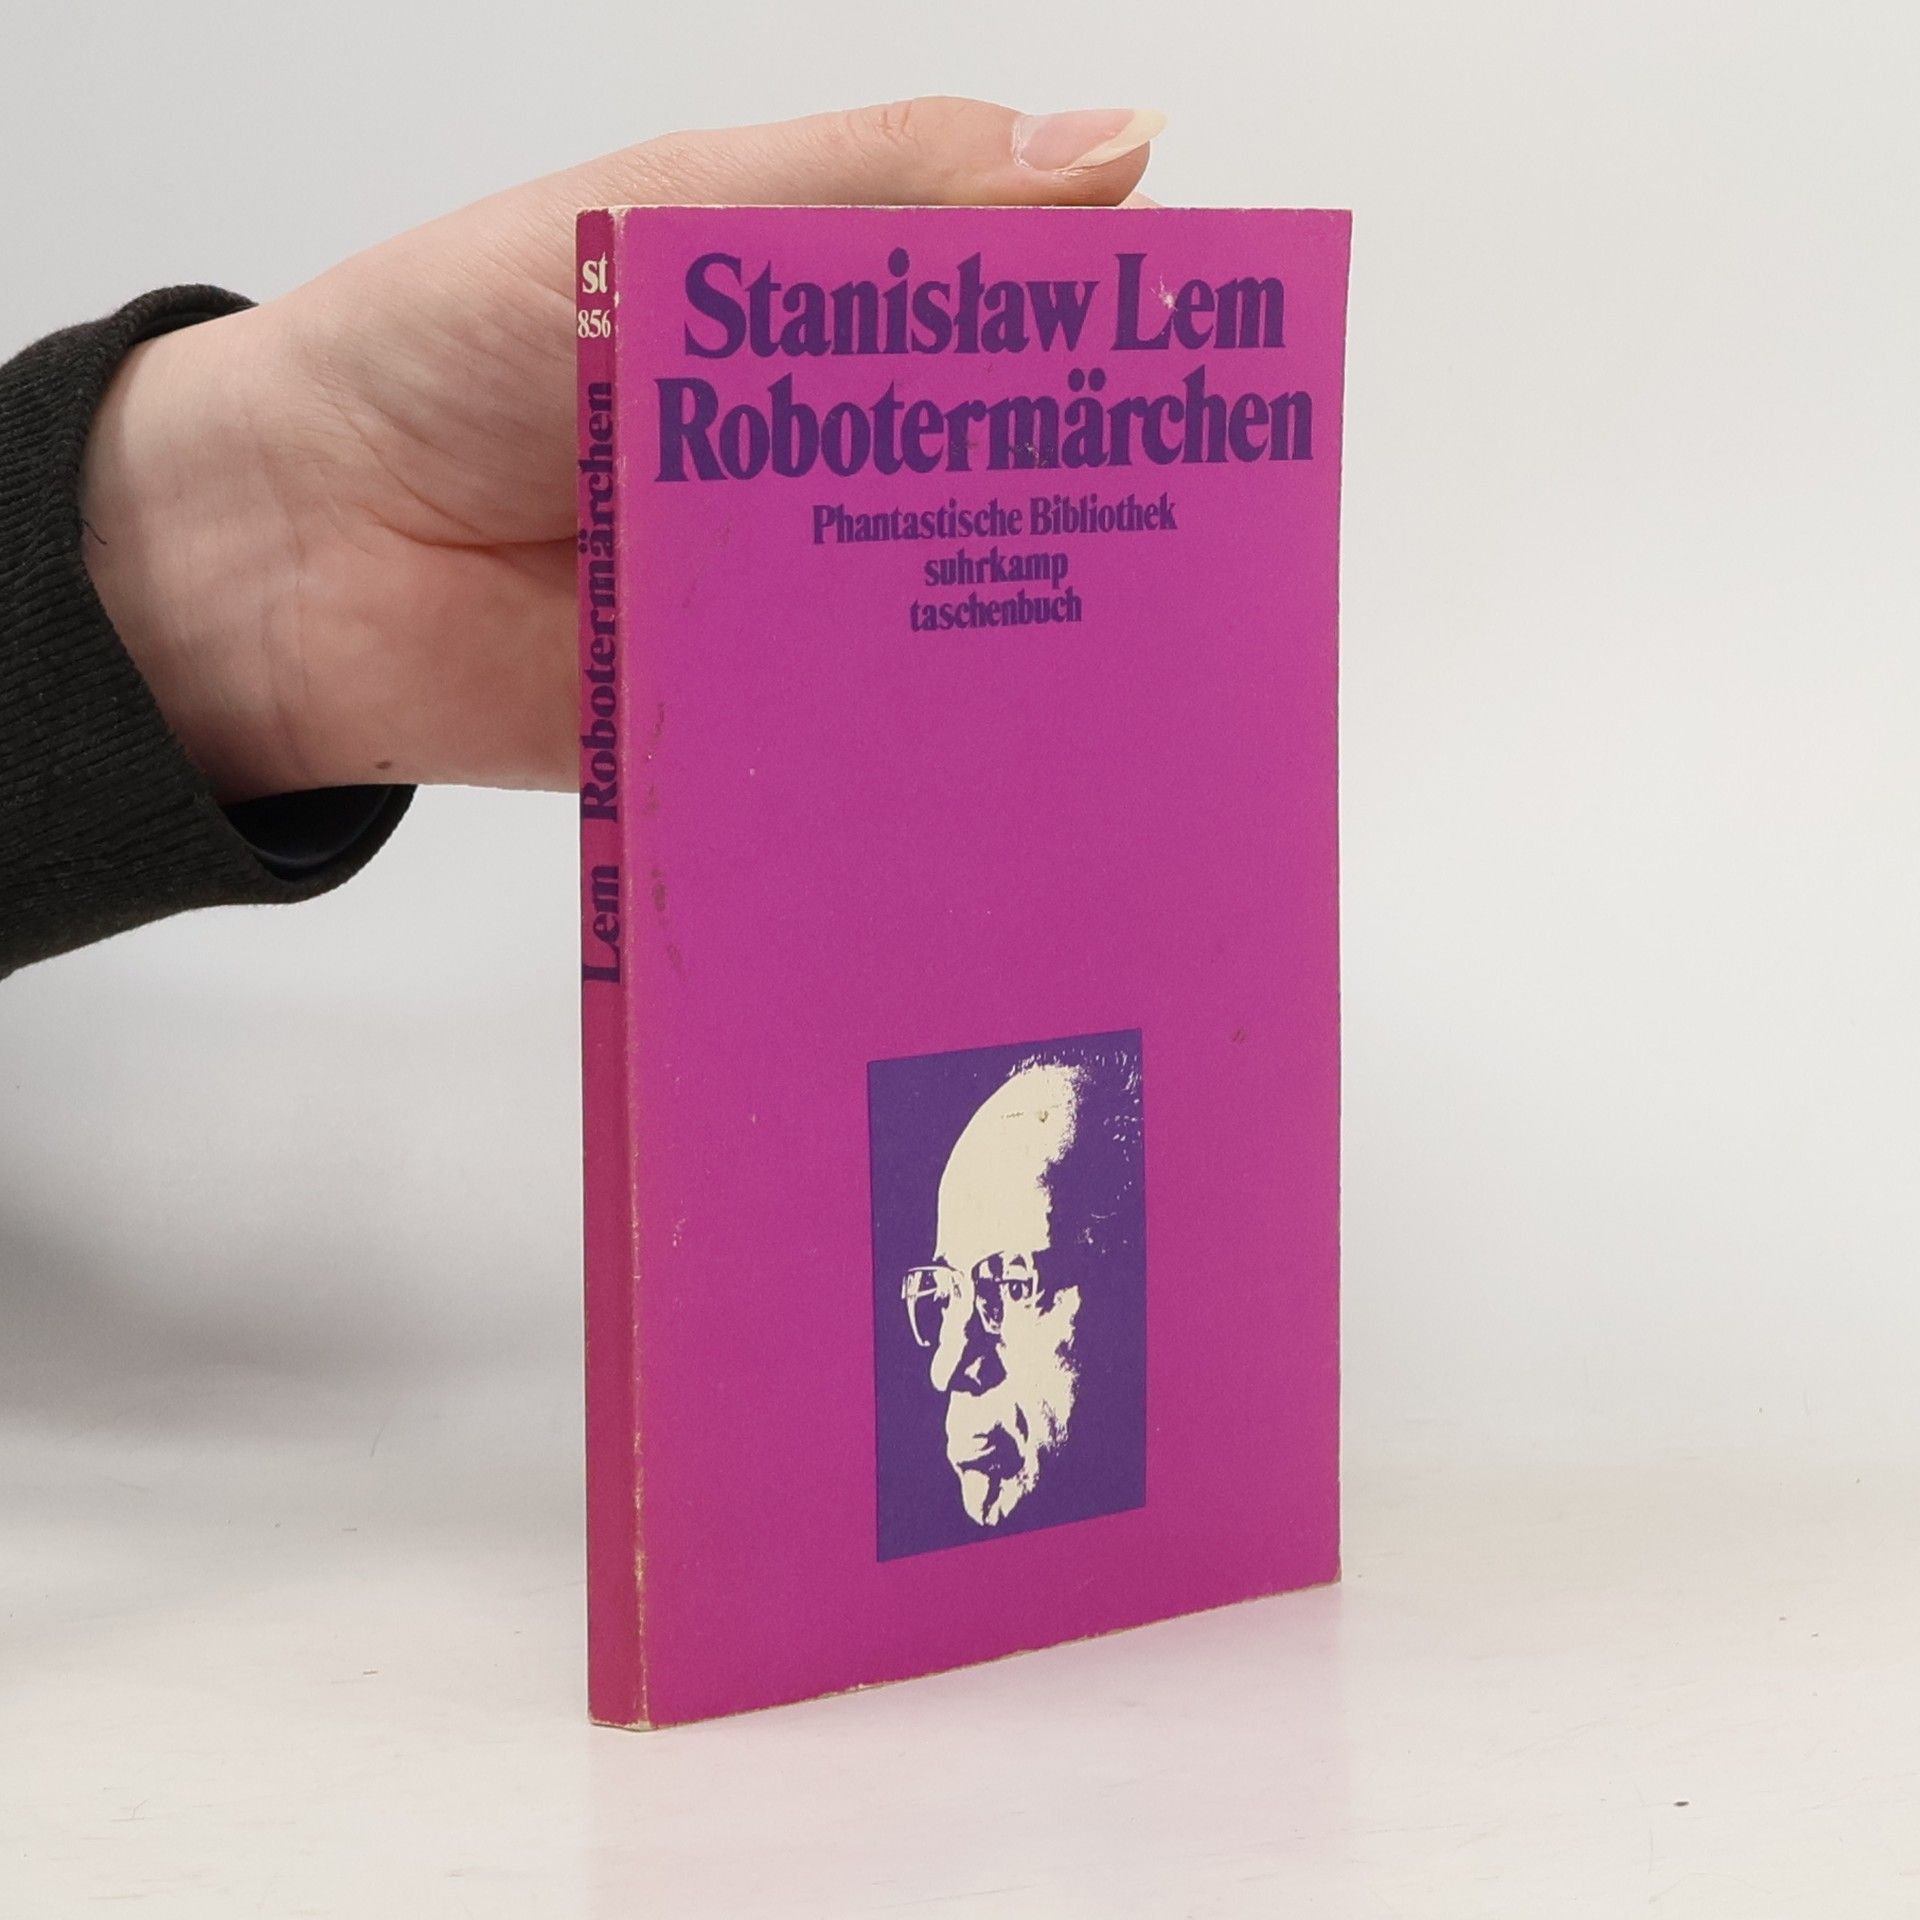 Stanisław Lem
Robotermärchen
Phantastische Bibliothek
suhrkamp
taschenbuch
st
856
Lem Robotermärchen